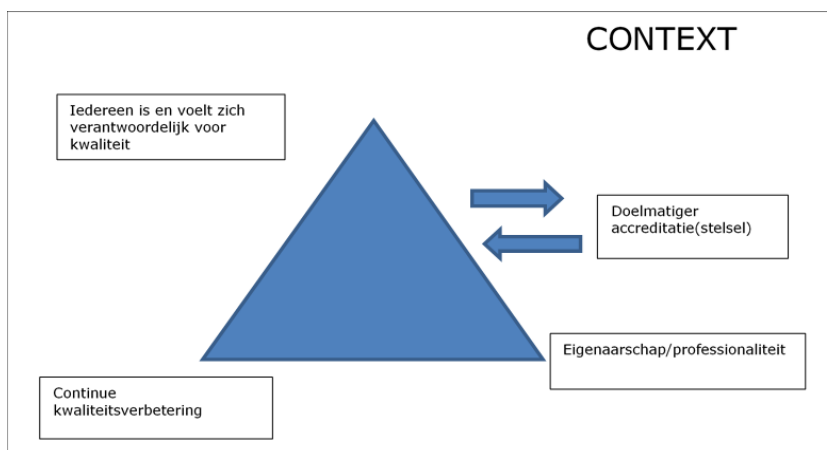 CONTEXT
Iedereen is en voelt zich
verantwoordelijk voor
kwaliteit
Doelmatiger
accreditatie(stelsel)
Eigenaarschap/professionaliteit
Continue
kwaliteitsverbetering